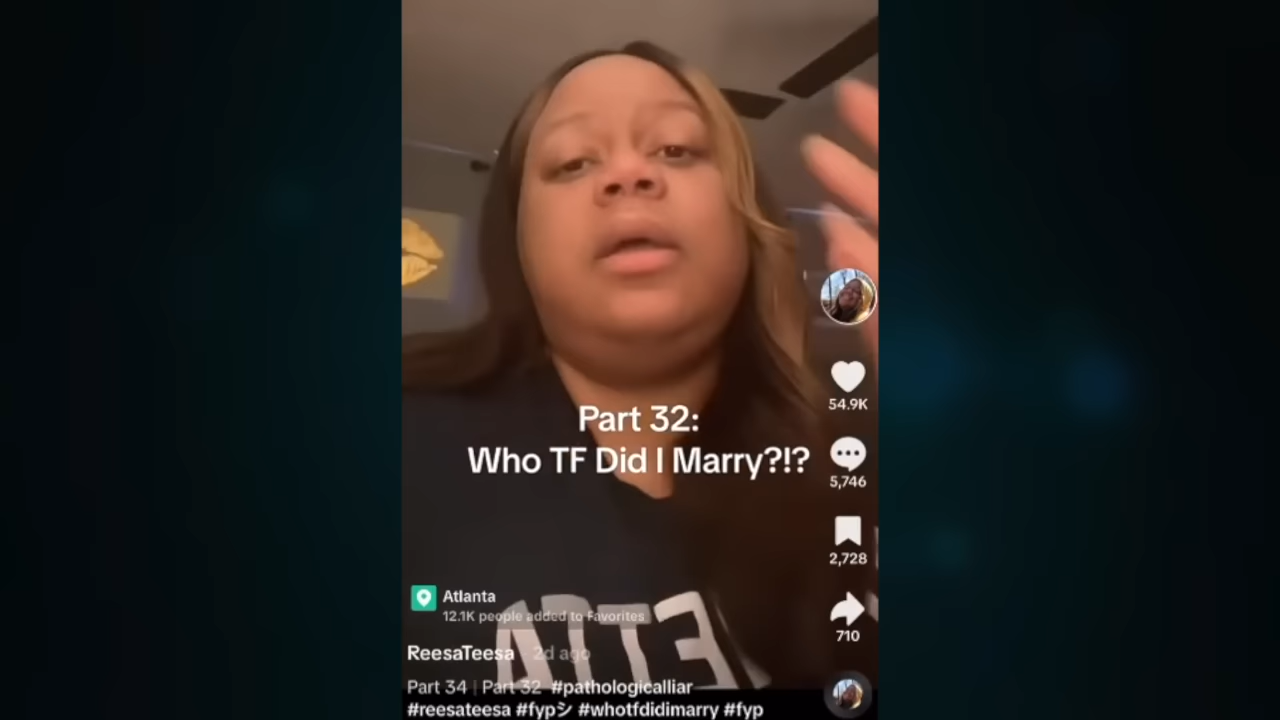 54.9K
Part 32:
Who TF Did I Marry?!?
5,746
2,728
Atlanta
12.1K people added to Favorites
710
ReesaTeesa · 2d ago
Part 34 | Part 32 #pathologicalliar
#reesateesa #fypシ #whotfdidimarry #fyp